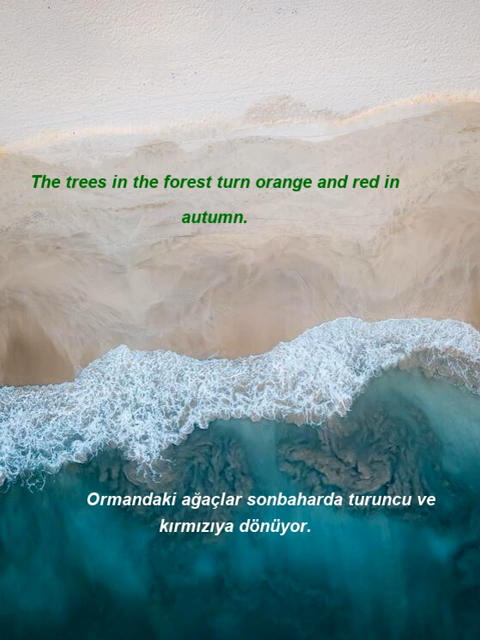 The trees in the forest turn orange and red in
autumn.
Ormandaki ağaçlar sonbaharda turuncu ve
kırmızıya dönüyor.